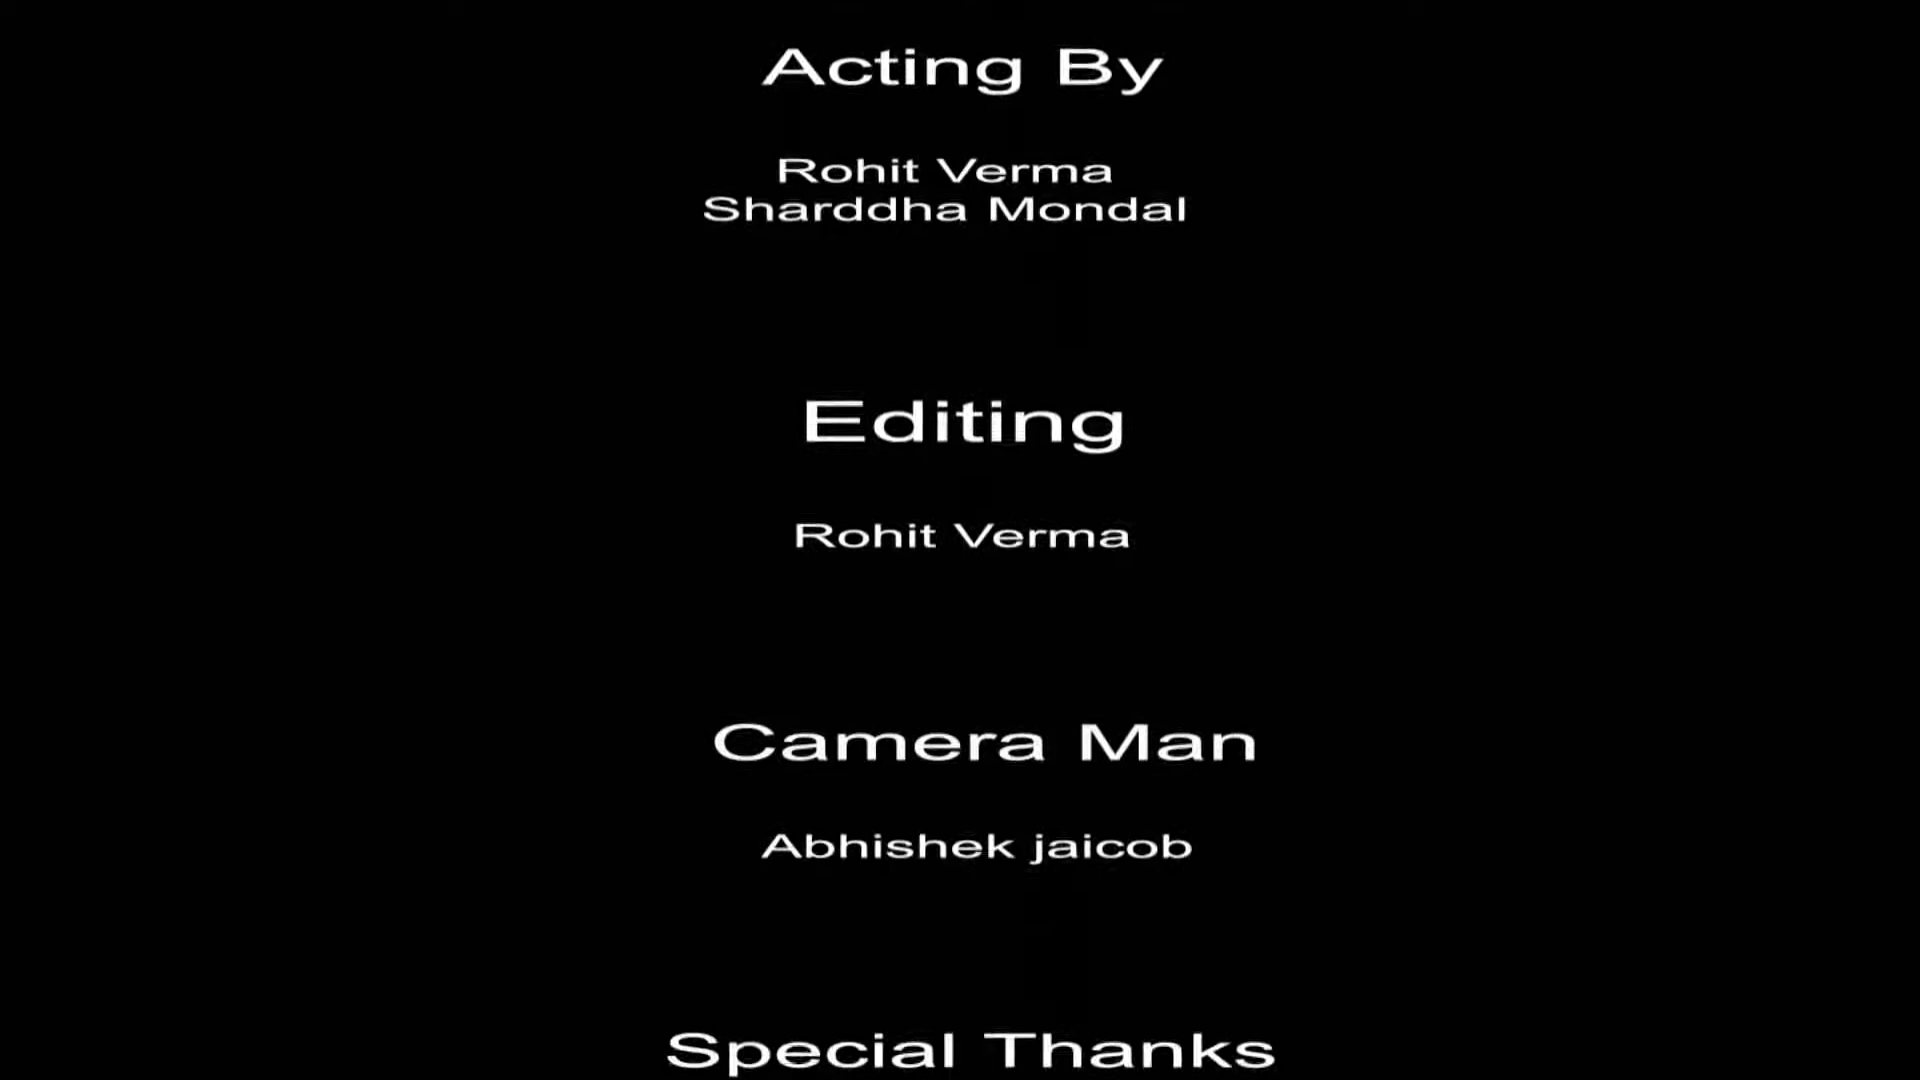 Acting By
Rohit Verma
Sharddha Mondal
Editing
Rohit Verma
Camera Man
Abhishek jaicob
Special Thanks